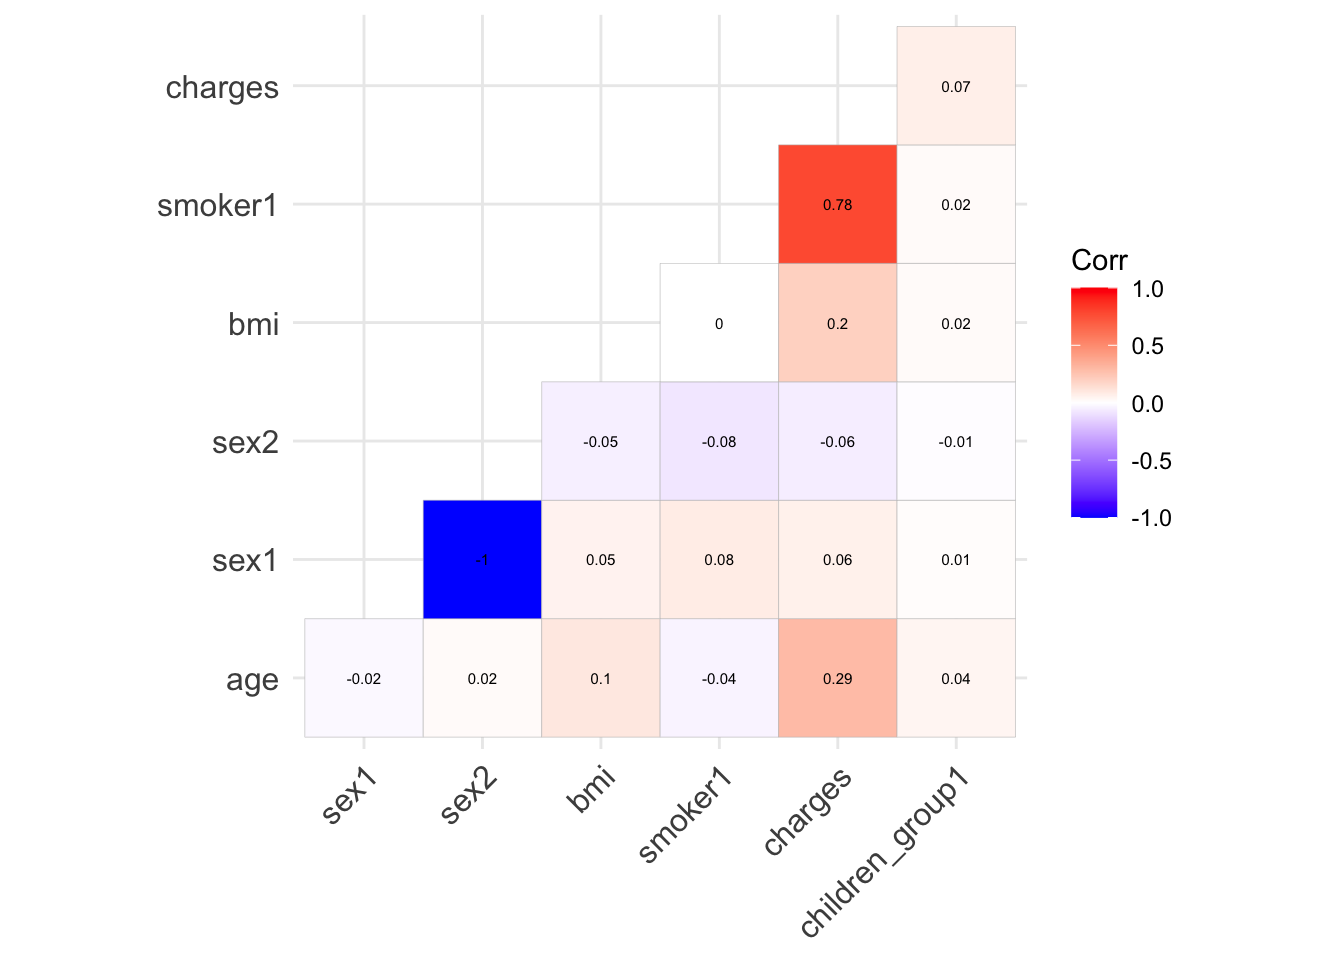 charges 0.07
smoker1 0.78 0.02
bmi 0 0.2 0.02
sex2 -0.05 -0.08 -0.06 -0.01
sex1 -1 0.05 0.08 0.06 0.01
age -0.02 0.02 0.1 -0.04 0.29 0.04
sex1 sex2 bmi smoker1 charges children_group1
Corr
1.0
0.5
0.0
-0.5
-1.0